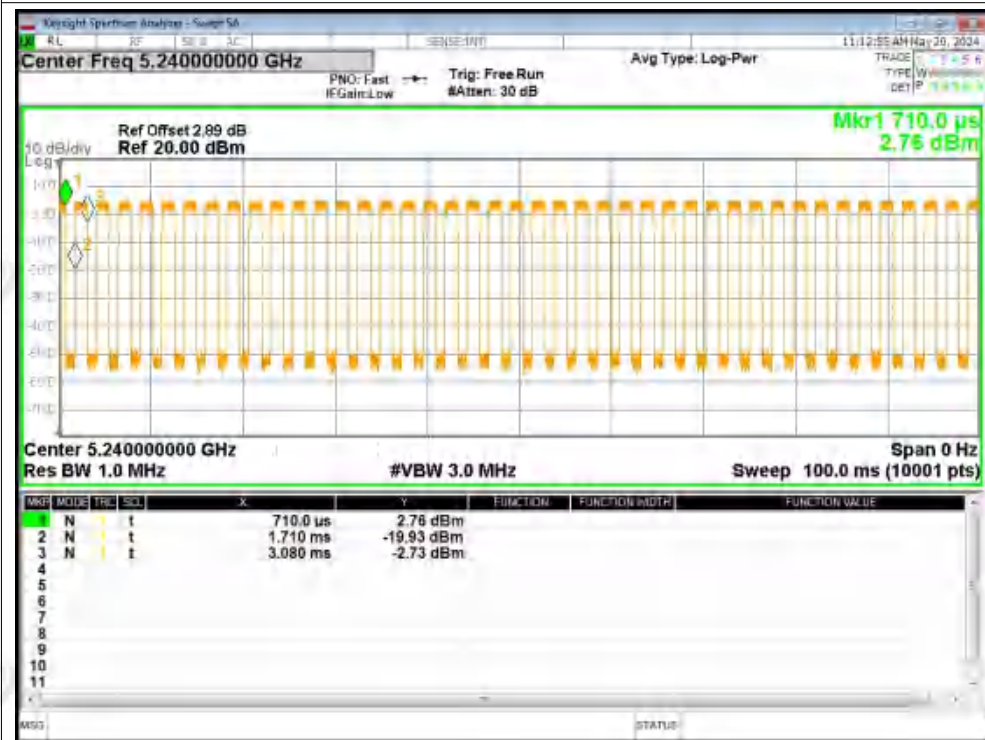 Keysight Spectrum Analyzer - Swept SA
RL RF AC SENSE:INT 11:12:55 AM May 20, 2024
Center Freq 5.240000000 GHz Avg Type: Log-Pwr TRACE
PNO: Fast Trig: Free Run TYPE
IFGain:Low #Atten: 30 dB DET
Mkr1 710.0 µs
Ref Offset 2.89 dB 2.76 dBm
10 dB/div Ref 20.00 dBm
Log
1
3
2
Center 5.240000000 GHz Span 0 Hz
Res BW 1.0 MHz #VBW 3.0 MHz Sweep 100.0 ms (10001 pts)
MKR MODE TRC SCL X Y FUNCTION FUNCTION WIDTH FUNCTION VALUE
1 N 1 t 710.0 µs 2.76 dBm
2 N 1 t 1.710 ms -19.93 dBm
3 N 1 t 3.080 ms -2.73 dBm
4
5
6
7
8
9
10
11
MSG STATUS